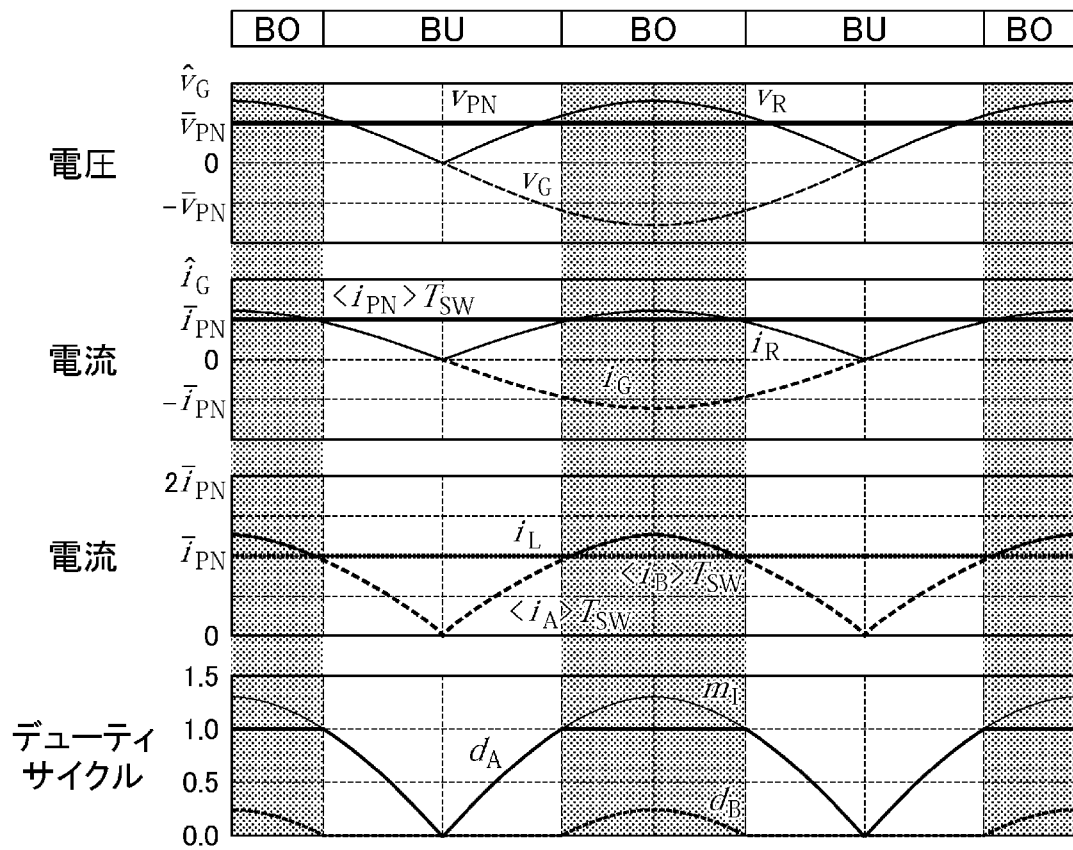 BO BU BO BU BO
v̂G
v̄PN
0
-v̄PN
電圧
vPN
vR
vG
îG
īPN
0
-īPN
電流
<iPN>TSW
iR
iG
2īPN
īPN
0
電流
iL
<iB>TSW
<iA>TSW
1.5
1.0
0.5
0.0
デューティ
サイクル
mI
dA
dB